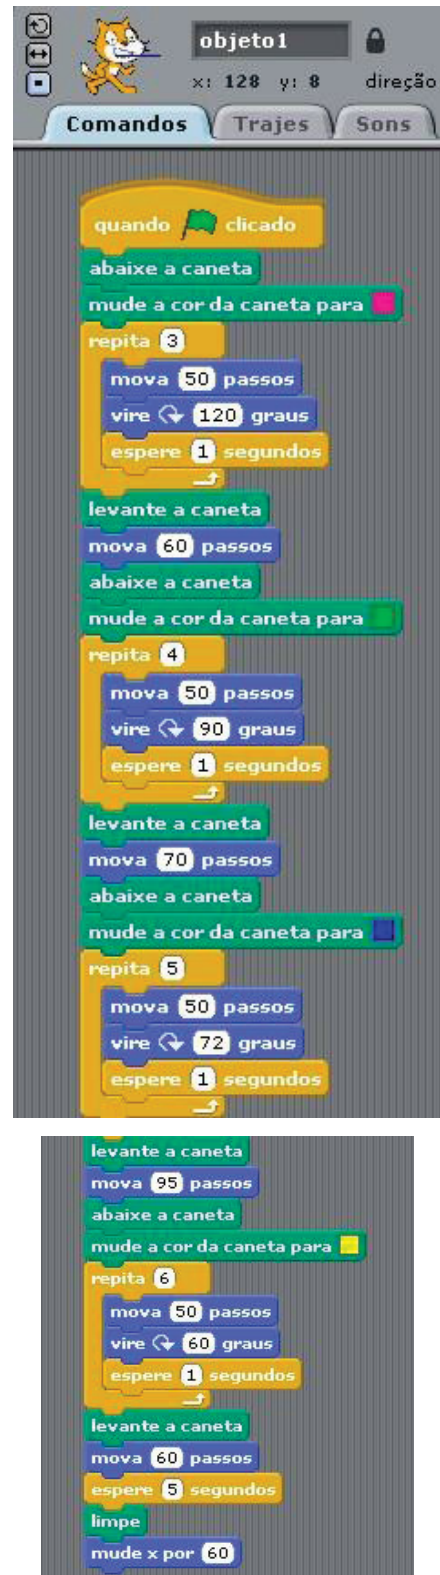 objeto1
x: 128 y: 8 direção
Comandos Trajes Sons
quando clicado
abaixe a caneta
mude a cor da caneta para
repita 3
mova 50 passos
vire 120 graus
espere 1 segundos
levante a caneta
mova 60 passos
abaixe a caneta
mude a cor da caneta para
repita 4
mova 50 passos
vire 90 graus
espere 1 segundos
levante a caneta
mova 70 passos
abaixe a caneta
mude a cor da caneta para
repita 5
mova 50 passos
vire 72 graus
espere 1 segundos
levante a caneta
mova 95 passos
abaixe a caneta
mude a cor da caneta para
repita 6
mova 50 passos
vire 60 graus
espere 1 segundos
levante a caneta
mova 60 passos
espere 5 segundos
limpe
mude x por 60